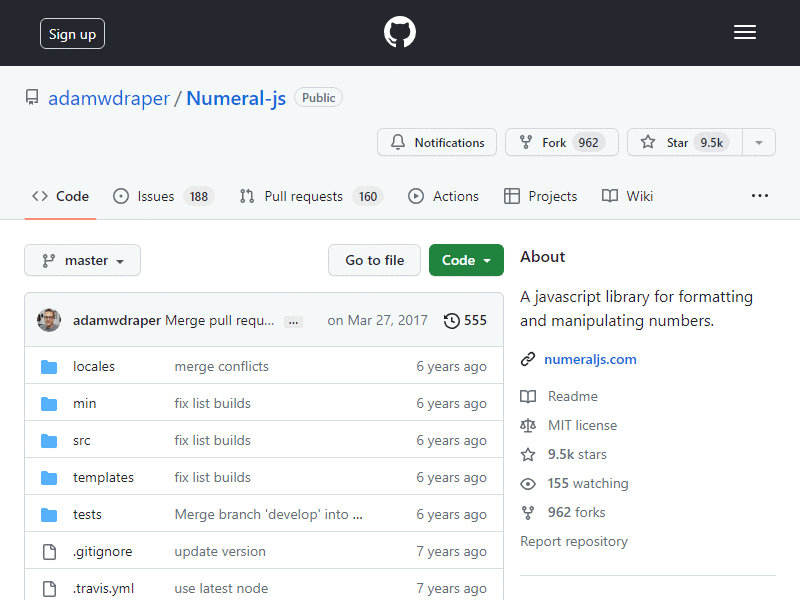 Sign up
adamwdraper / Numeral-js Public
Notifications Fork 962 Star 9.5k
Code Issues 188 Pull requests 160 Actions Projects Wiki ...
master Go to file Code
adamwdraper Merge pull requ... ... on Mar 27, 2017 555
locales merge conflicts 6 years ago
min fix list builds 6 years ago
src fix list builds 6 years ago
templates fix list builds 6 years ago
tests Merge branch 'develop' into ... 6 years ago
.gitignore update version 7 years ago
.travis.yml use latest node 7 years ago
About
A javascript library for formatting
and manipulating numbers.
numeraljs.com
Readme
MIT license
9.5k stars
155 watching
962 forks
Report repository